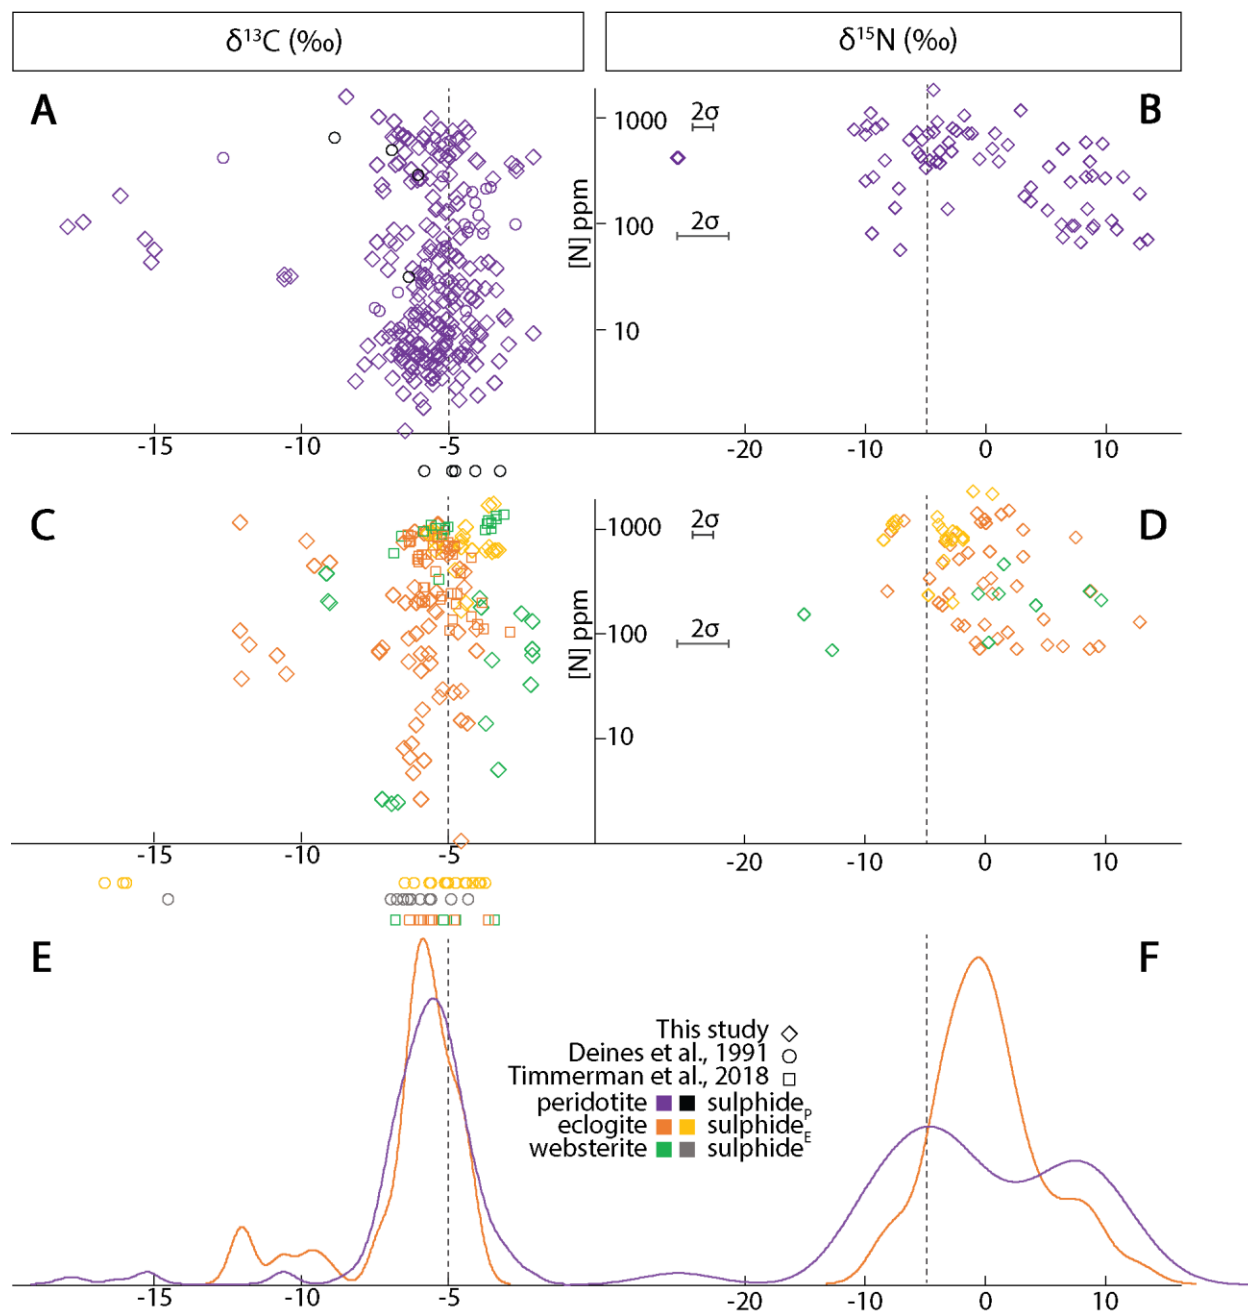 δ¹³C (‰)
δ¹⁵N (‰)
A
B
1000
100
10
[N] ppm
2σ
2σ
-15
-10
-5
-20
-10
0
10
C
D
1000
100
10
[N] ppm
2σ
2σ
-15
-10
-5
-20
-10
0
10
E
F
This study
Deines et al., 1991
Timmerman et al., 2018
peridotite sulphideP
eclogite sulphideE
websterite sulphide
-15
-10
-5
-20
-10
0
10